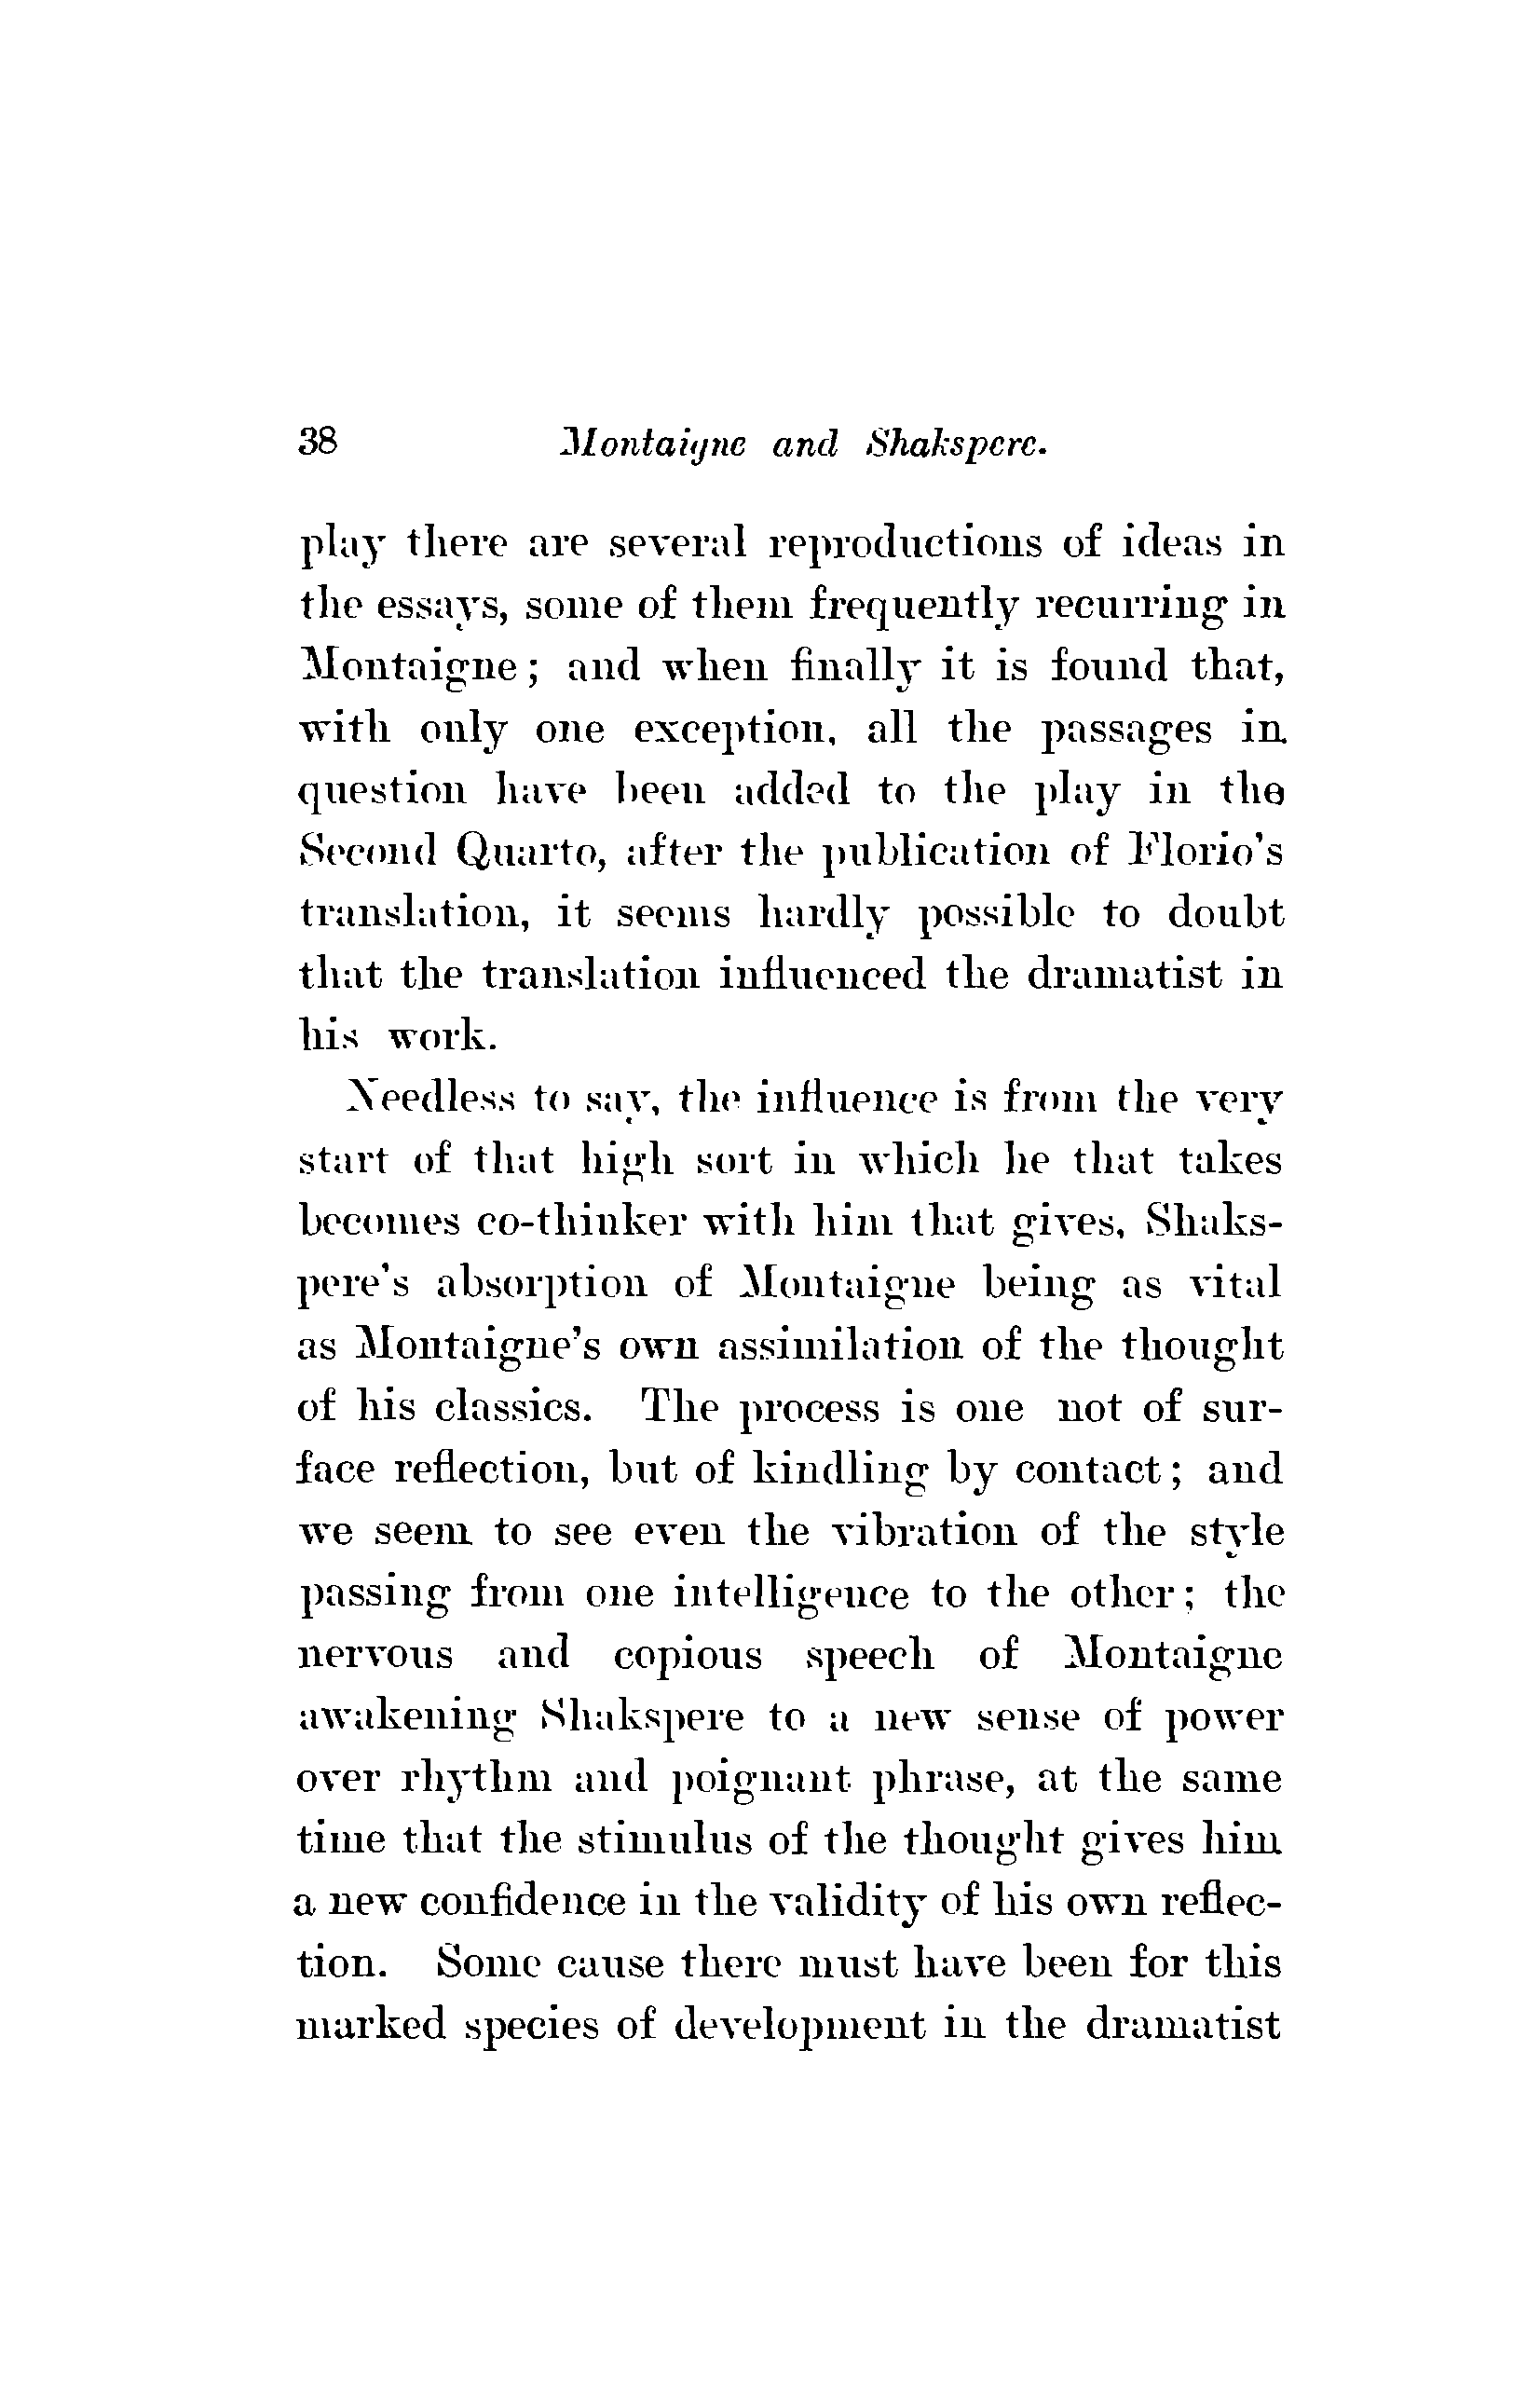 38 Montaigne and Shakspere.
play there are several reproductions of ideas in
the essays, some of them frequently recurring in
Montaigne; and when finally it is found that,
with only one exception, all the passages in
question have been added to the play in the
Second Quarto, after the publication of Florio's
translation, it seems hardly possible to doubt
that the translation influenced the dramatist in
his work.
Needless to say, the influence is from the very
start of that high sort in which he that takes
becomes co-thinker with him that gives, Shaks-
pere's absorption of Montaigne being as vital
as Montaigne's own assimilation of the thought
of his classics. The process is one not of sur-
face reflection, but of kindling by contact; and
we seem to see even the vibration of the style
passing from one intelligence to the other; the
nervous and copious speech of Montaigne
awakening Shakspere to a new sense of power
over rhythm and poignant phrase, at the same
time that the stimulus of the thought gives him
a new confidence in the validity of his own reflec-
tion. Some cause there must have been for this
marked species of development in the dramatist